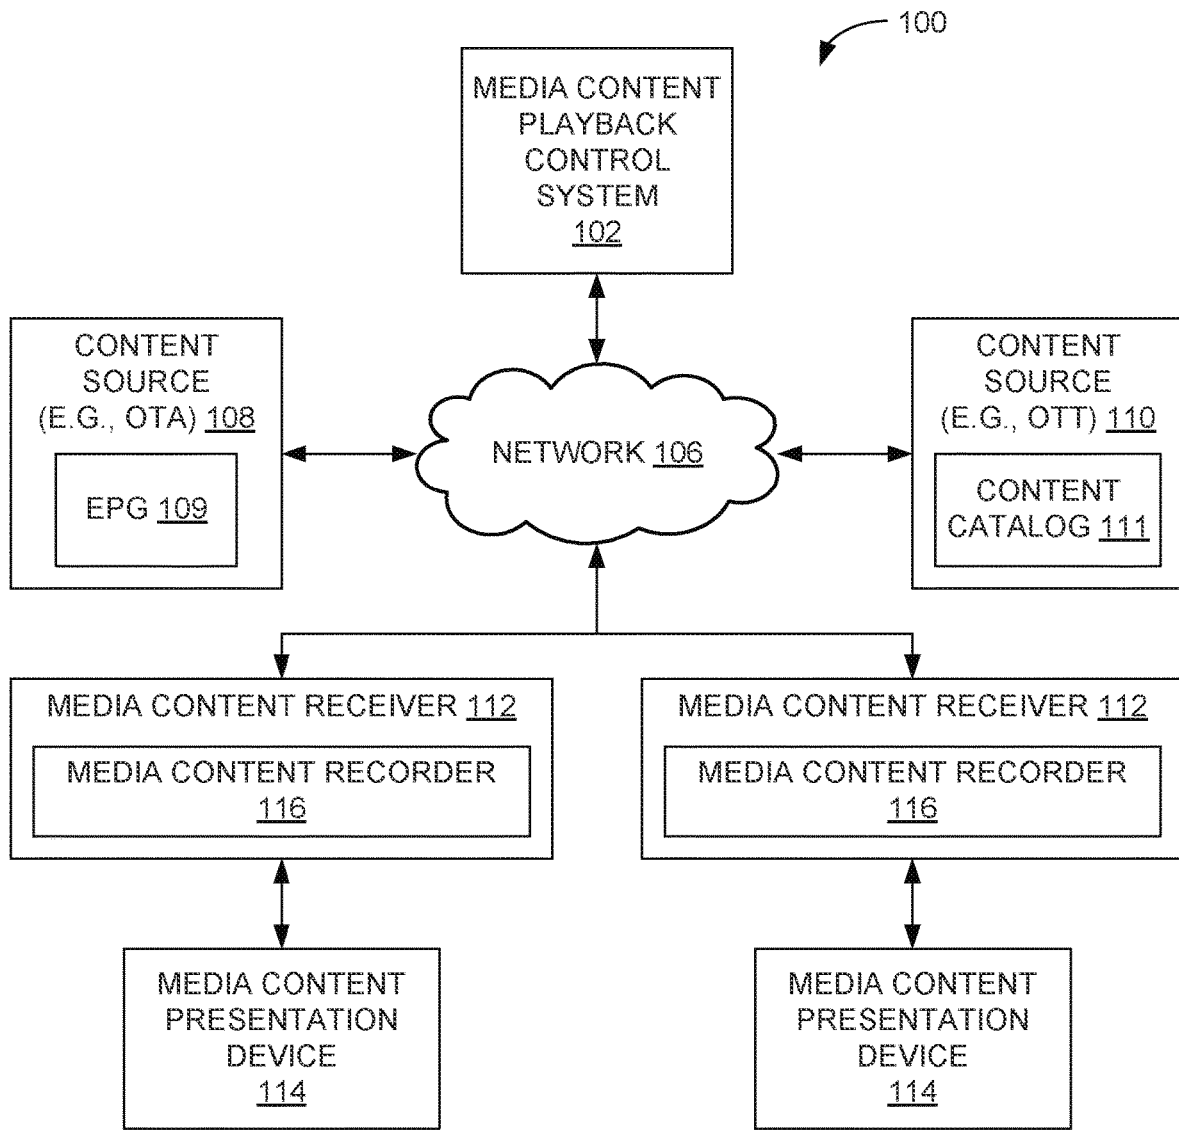 100
MEDIA CONTENT
PLAYBACK
CONTROL
SYSTEM
102
CONTENT
SOURCE
(E.G., OTA) 108
EPG 109
NETWORK 106
CONTENT
SOURCE
(E.G., OTT) 110
CONTENT
CATALOG 111
MEDIA CONTENT RECEIVER 112
MEDIA CONTENT RECORDER
116
MEDIA CONTENT RECEIVER 112
MEDIA CONTENT RECORDER
116
MEDIA CONTENT
PRESENTATION
DEVICE
114
MEDIA CONTENT
PRESENTATION
DEVICE
114